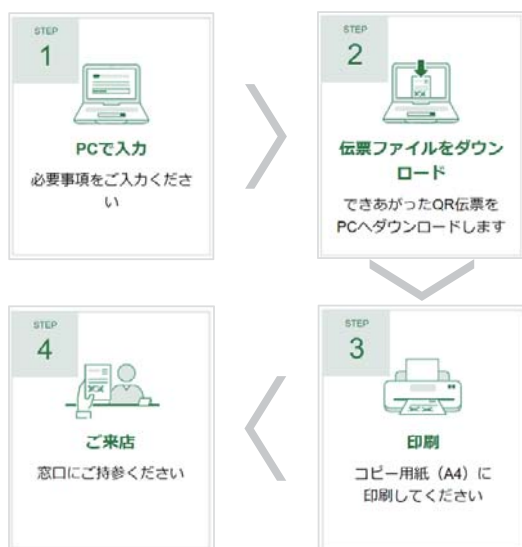 STEP
1
PCで入力
必要事項をご入力くださ
い
STEP
2
伝票ファイルをダウン
ロード
できあがったQR伝票を
PCへダウンロードします
STEP
3
印刷
コピー用紙（A4）に
印刷してください
STEP
4
ご来店
窓口にご持参ください